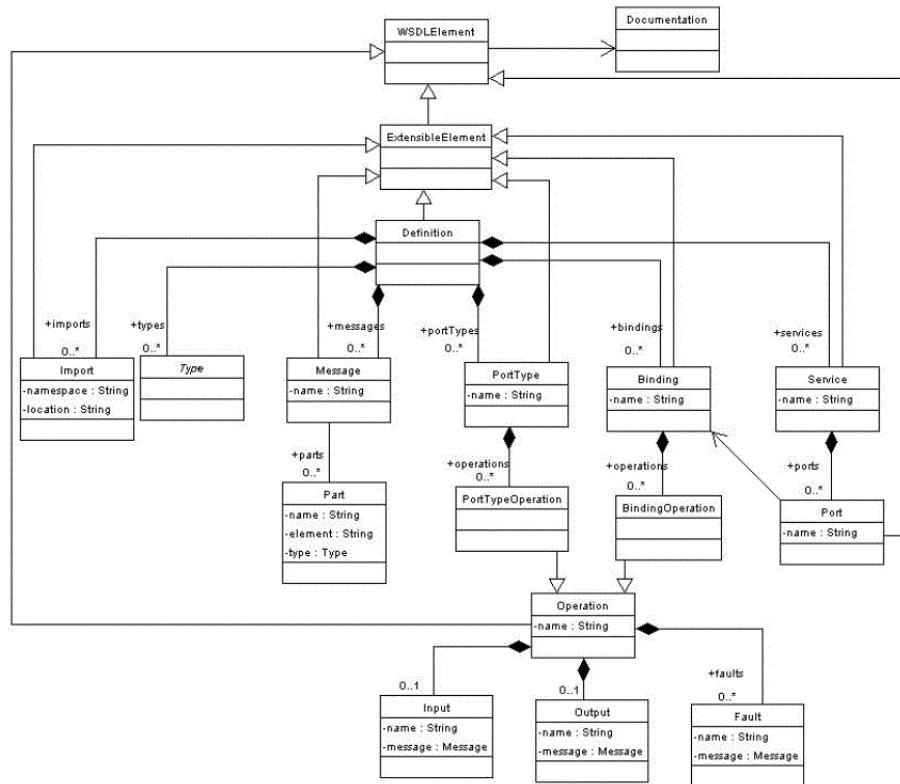 WSDLElement
Documentation
ExtensibleElement
Definition
+imports
+types
+messages
+portTypes
+bindings
+services
0..*
0..*
0..*
0..*
0..*
0..*
Import
-namespace : String
-location : String
Type
Message
-name : String
PortType
-name : String
Binding
-name : String
Service
-name : String
+parts
0..*
+operations
0..*
+operations
0..*
+ports
0..*
Part
-name : String
-element : String
-type : Type
PortTypeOperation
BindingOperation
Port
-name : String
Operation
-name : String
0..1
0..1
+faults
0..*
Input
-name : String
-message : Message
Output
-name : String
-message : Message
Fault
-name : String
-message : Message